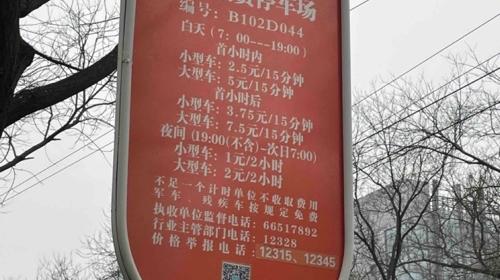 停车场
编号：B102D044
白天（7：00---19:00）
首小时内
小型车：2.5元/15分钟
大型车：5元/15分钟
首小时后
小型车：3.75元/15分钟
大型车：7.5元/15分钟
夜间（19:00(不含)-次日7:00）
小型车：1元/2小时
大型车：2元/2小时
不足一个计时单位不收取费用
军车、残疾车按规定免费
执收单位监督电话：66517892
行业主管部门电话：12328
价格举报电话：12315、12345